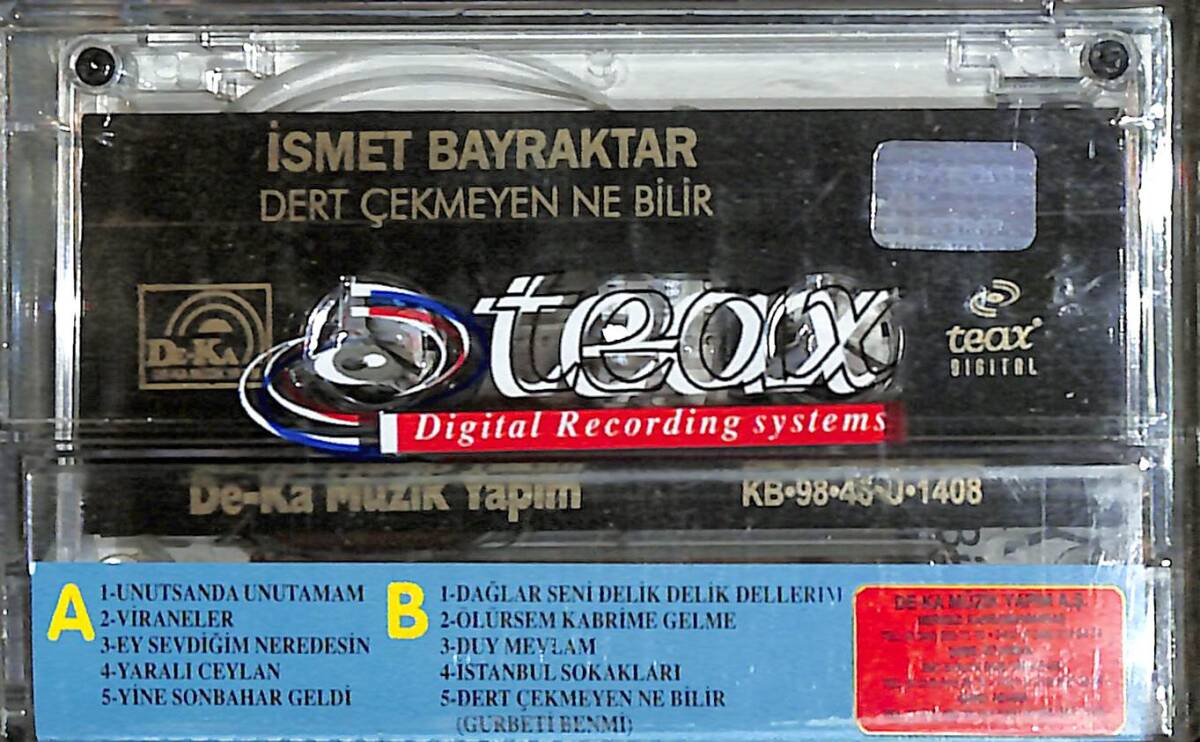 İSMET BAYRAKTAR
DERT ÇEKMEYEN NE BİLİR
DE-KA
teax
teax
DIGITAL
Digital Recording systems
De-Ka Müzik Yapım
KB•98•
U•1408
A
1-UNUTSANDA UNUTAMAM
2-VİRANELER
3-EY SEVDİĞİM NEREDESİN
4-YARALI CEYLAN
5-YİNE SONBAHAR GELDİ
B
1-DAĞLAR SENİ DELİK DELİK DELLERİM
2-ÖLÜRSEM KABRİME GELME
3-DUY MEVLAM
4-İSTANBUL SOKAKLARI
5-DERT ÇEKMEYEN NE BİLİR
(GURBETİ BENMİ)
DE-KA MÜZİK YAPIM A.Ş.